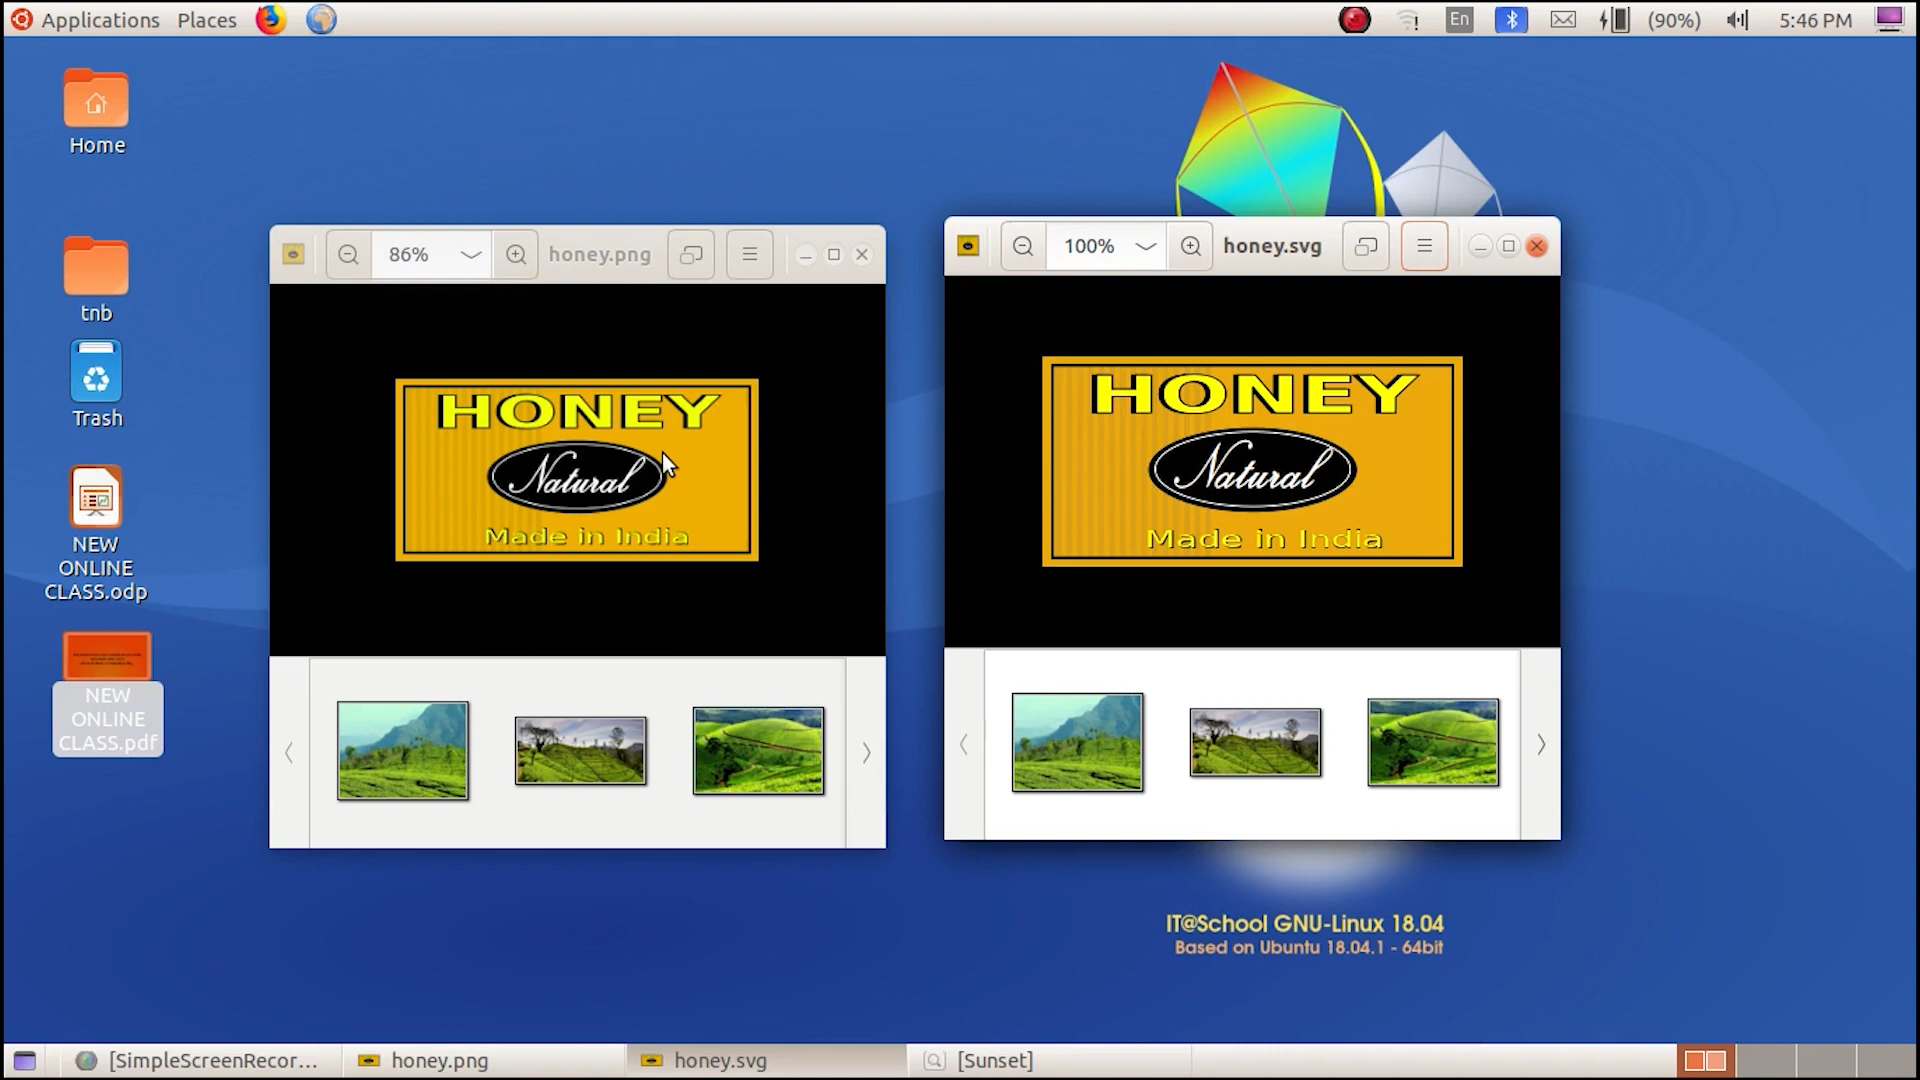 Applications Places
En
(90%)
5:46 PM
Home
tnb
Trash
NEW
ONLINE
CLASS.odp
NEW
ONLINE
CLASS.pdf
86%
honey.png
HONEY
Natural
Made in India
100%
honey.svg
HONEY
Natural
Made in India
IT@School GNU-Linux 18.04
Based on Ubuntu 18.04.1 - 64bit
[SimpleScreenRecor...
honey.png
honey.svg
[Sunset]